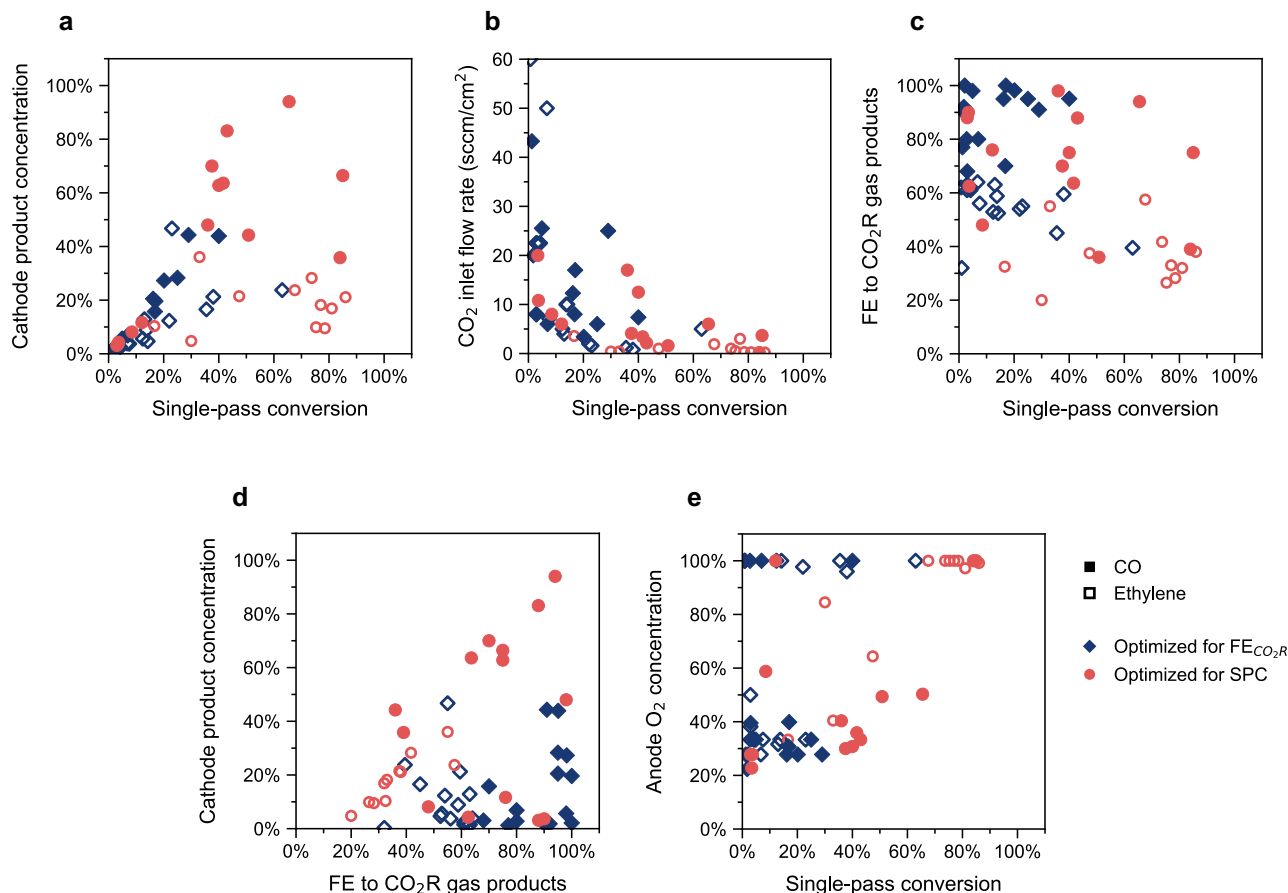 a
b
c
Cathode product concentration
100%
80%
60%
40%
20%
0%
0% 20% 40% 60% 80% 100%
Single-pass conversion
CO₂ inlet flow rate (sccm/cm²)
60
50
40
30
20
10
5
0
0% 20% 40% 60% 80% 100%
Single-pass conversion
FE to CO₂R gas products
100%
80%
60%
40%
20%
0%
0% 20% 40% 60% 80% 100%
Single-pass conversion
d
e
Cathode product concentration
100%
80%
60%
40%
20%
0%
0% 20% 40% 60% 80% 100%
FE to CO₂R gas products
Anode O₂ concentration
100%
80%
60%
40%
20%
0%
0% 20% 40% 60% 80% 100%
Single-pass conversion
CO
Ethylene
Optimized for FE_CO₂R
Optimized for SPC